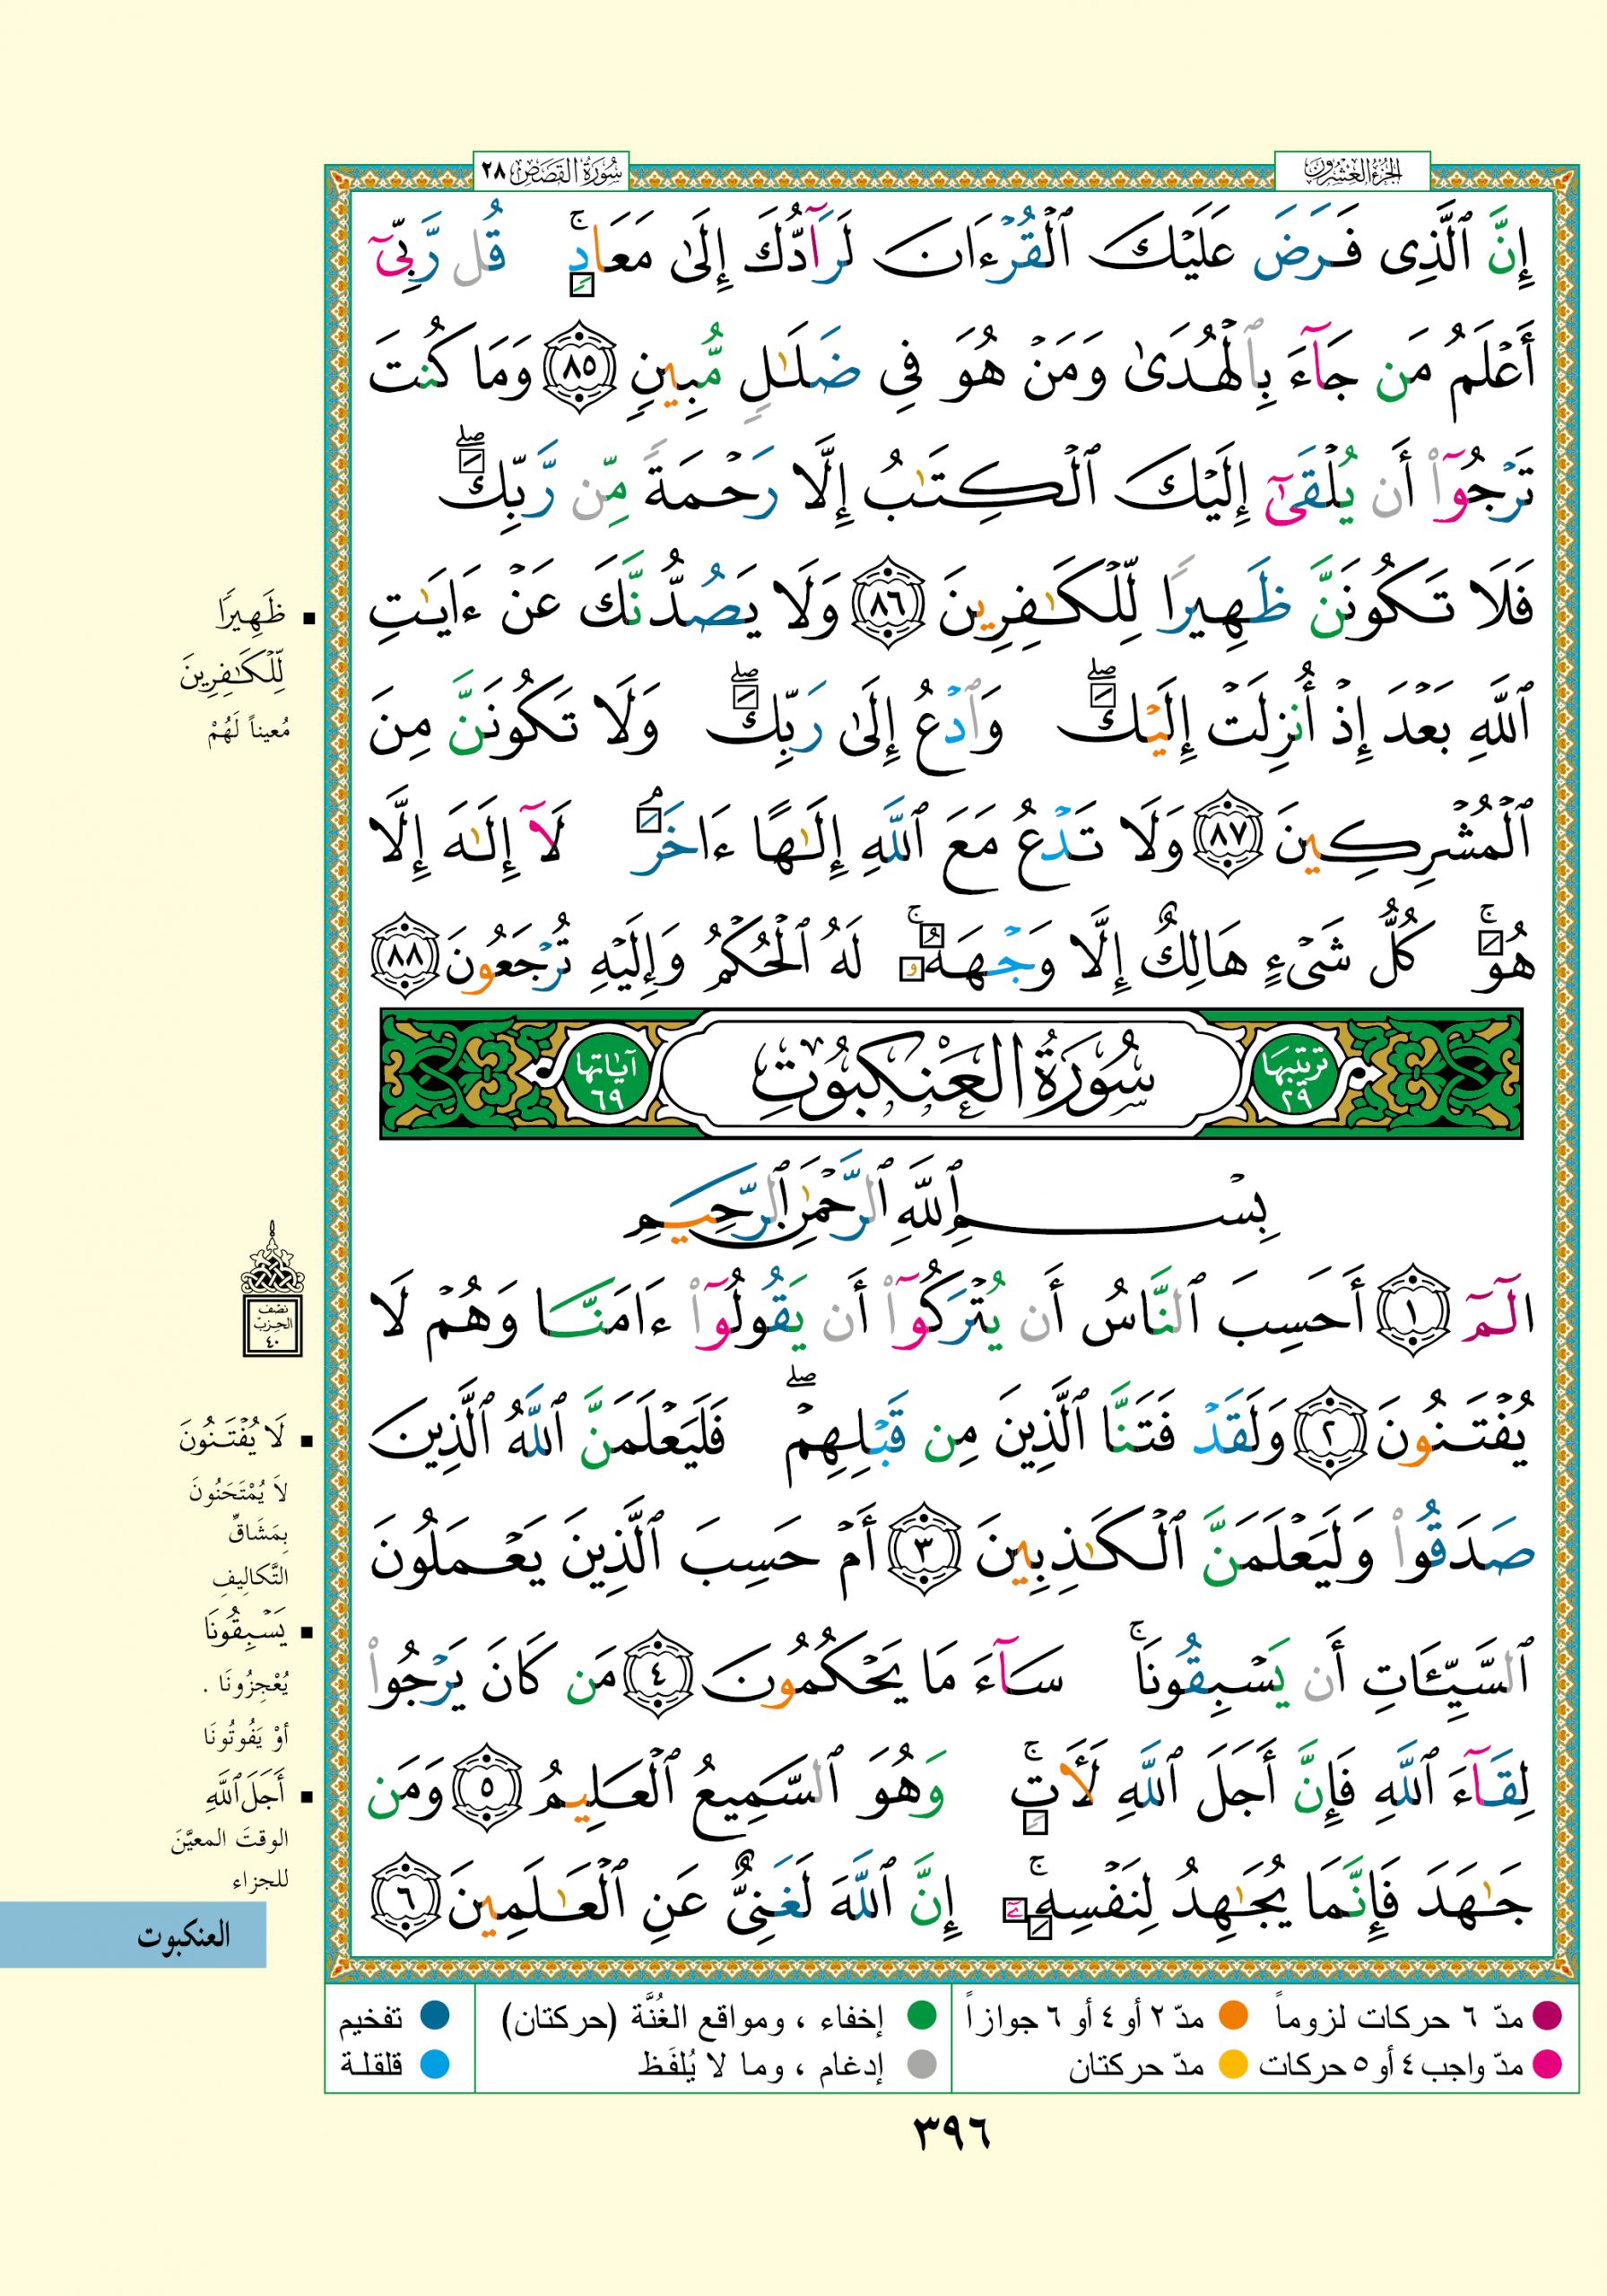 الجزء العشرون
سورة القصص ٢٨
إِنَّ ٱلَّذِى فَرَضَ عَلَيْكَ ٱلْقُرْءَانَ لَرَآدُّكَ إِلَىٰ مَعَادٍ ۚ قُل رَّبِّىٓ
أَعْلَمُ مَن جَآءَ بِٱلْهُدَىٰ وَمَنْ هُوَ فِى ضَلَٰلٍ مُّبِينٍ ٨٥ وَمَا كُنتَ
تَرْجُوٓا۟ أَن يُلْقَىٰٓ إِلَيْكَ ٱلْكِتَٰبُ إِلَّا رَحْمَةً مِّن رَّبِّكَ ۖ
فَلَا تَكُونَنَّ ظَهِيرًا لِّلْكَٰفِرِينَ ٨٦ وَلَا يَصُدُّنَّكَ عَنْ ءَايَٰتِ
ٱللَّهِ بَعْدَ إِذْ أُنزِلَتْ إِلَيْكَ ۖ وَٱدْعُ إِلَىٰ رَبِّكَ ۖ وَلَا تَكُونَنَّ مِنَ
ٱلْمُشْرِكِينَ ٨٧ وَلَا تَدْعُ مَعَ ٱللَّهِ إِلَٰهًا ءَاخَرَ ۘ لَآ إِلَٰهَ إِلَّا
هُوَ ۚ كُلُّ شَىْءٍ هَالِكٌ إِلَّا وَجْهَهُۥ ۚ لَهُ ٱلْحُكْمُ وَإِلَيْهِ تُرْجَعُونَ ٨٨
ترتيبها ٢٩
سُورَةُ العَنْكَبُوتِ
آياتها ٦٩
بِسْمِ ٱللَّهِ ٱلرَّحْمَٰنِ ٱلرَّحِيمِ
الٓمٓ ١ أَحَسِبَ ٱلنَّاسُ أَن يُتْرَكُوٓا۟ أَن يَقُولُوٓا۟ ءَامَنَّا وَهُمْ لَا
يُفْتَنُونَ ٢ وَلَقَدْ فَتَنَّا ٱلَّذِينَ مِن قَبْلِهِمْ ۖ فَلَيَعْلَمَنَّ ٱللَّهُ ٱلَّذِينَ
صَدَقُوا۟ وَلَيَعْلَمَنَّ ٱلْكَٰذِبِينَ ٣ أَمْ حَسِبَ ٱلَّذِينَ يَعْمَلُونَ
ٱلسَّيِّـَٔاتِ أَن يَسْبِقُونَا ۚ سَآءَ مَا يَحْكُمُونَ ٤ مَن كَانَ يَرْجُوا۟
لِقَآءَ ٱللَّهِ فَإِنَّ أَجَلَ ٱللَّهِ لَـَٔاتٍ ۚ وَهُوَ ٱلسَّمِيعُ ٱلْعَلِيمُ ٥ وَمَن
جَٰهَدَ فَإِنَّمَا يُجَٰهِدُ لِنَفْسِهِۦٓ ۚ إِنَّ ٱللَّهَ لَغَنِىٌّ عَنِ ٱلْعَٰلَمِينَ ٦
ظَهِيرًا
لِّلْكَٰفِرِينَ
مُعيناً لَهُمْ
نصف
الحزب
٤٠
لَا يُفْتَنُونَ
لاَ يُمْتَحَنُونَ
بِمَشَاقِّ
التَّكالِيفِ
يَسْبِقُونَا
يُعْجِزُونَا .
أوْ يَفُوتُونَا
أَجَلَ ٱللَّهِ
الوقتَ المعيَّنَ
للجزاء
العنكبوت
مدّ ٦ حركات لزوماً
مدّ ٢ أو ٤ أو ٦ جوازاً
إخفاء ، ومواقع الغُنَّة (حركتان)
تفخيم
مدّ واجب ٤ أو ٥ حركات
مدّ حركتان
إدغام ، وما لا يُلفَظ
قلقلة
٣٩٦